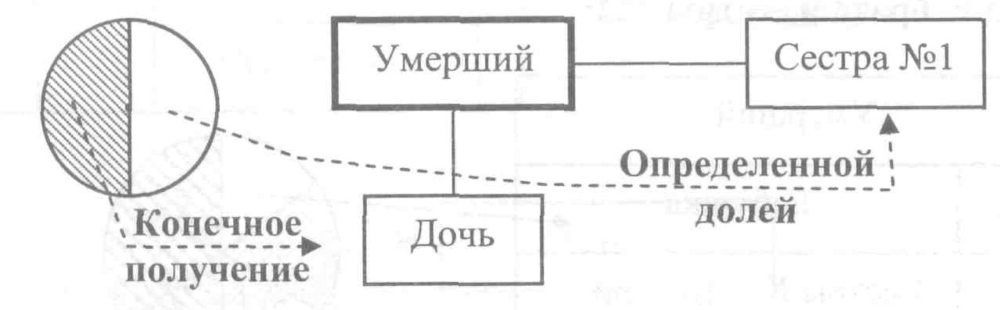 Умерший
Сестра №1
Определенной
долей
Конечное
получение
Дочь